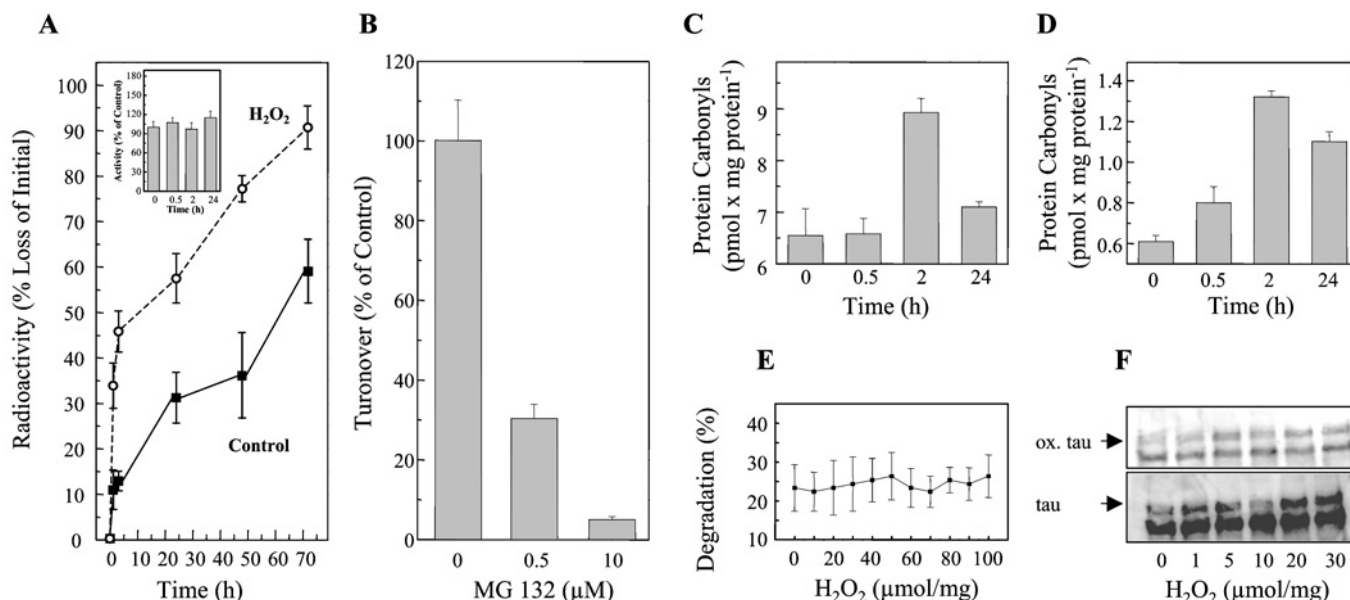 A
Radioactivity (% Loss of Initial)
100
90
80
70
60
50
40
30
20
10
0
0 10 20 30 40 50 60 70
Time (h)
H₂O₂
Control
Activity (% of Control)
180
150
120
90
60
30
0
0 0.5 2 24
Time (h)
B
Turonover (% of Control)
120
100
80
60
40
20
0
0 0.5 10
MG 132 (µM)
C
Protein Carbonyls
(pmol x mg protein⁻¹)
9
8
7
6
0 0.5 2 24
Time (h)
D
Protein Carbonyls
(pmol x mg protein⁻¹)
1.4
1.2
1.0
0.8
0.6
0 0.5 2 24
Time (h)
E
Degradation (%)
40
30
20
10
0 20 40 60 80 100
H₂O₂ (µmol/mg)
F
ox. tau
tau
0 1 5 10 20 30
H₂O₂ (µmol/mg)